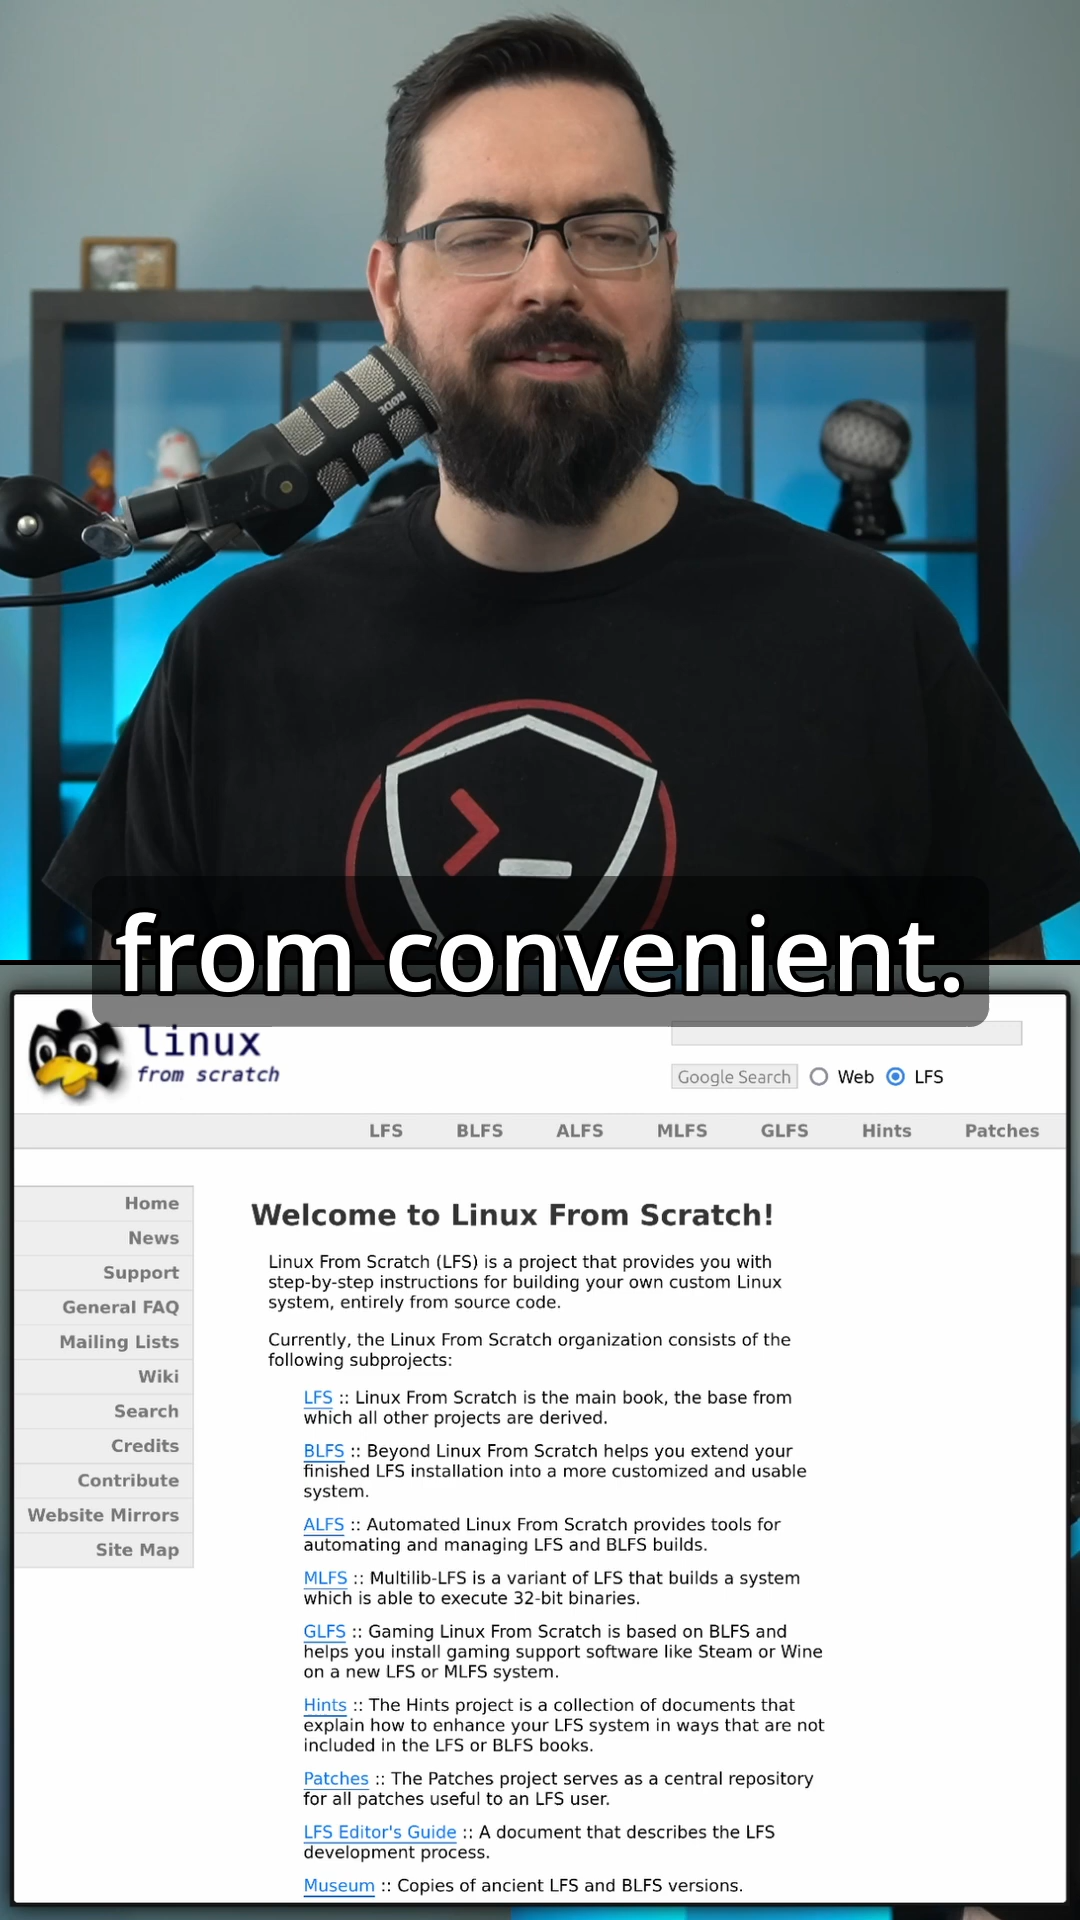 RODE
from convenient.
linux
from scratch
Google Search Web LFS
LFS BLFS ALFS MLFS GLFS Hints Patches
Home
News
Support
General FAQ
Mailing Lists
Wiki
Search
Credits
Contribute
Website Mirrors
Site Map
Welcome to Linux From Scratch!
Linux From Scratch (LFS) is a project that provides you with
step-by-step instructions for building your own custom Linux
system, entirely from source code.
Currently, the Linux From Scratch organization consists of the
following subprojects:
LFS :: Linux From Scratch is the main book, the base from
which all other projects are derived.
BLFS :: Beyond Linux From Scratch helps you extend your
finished LFS installation into a more customized and usable
system.
ALFS :: Automated Linux From Scratch provides tools for
automating and managing LFS and BLFS builds.
MLFS :: Multilib-LFS is a variant of LFS that builds a system
which is able to execute 32-bit binaries.
GLFS :: Gaming Linux From Scratch is based on BLFS and
helps you install gaming support software like Steam or Wine
on a new LFS or MLFS system.
Hints :: The Hints project is a collection of documents that
explain how to enhance your LFS system in ways that are not
included in the LFS or BLFS books.
Patches :: The Patches project serves as a central repository
for all patches useful to an LFS user.
LFS Editor's Guide :: A document that describes the LFS
development process.
Museum :: Copies of ancient LFS and BLFS versions.